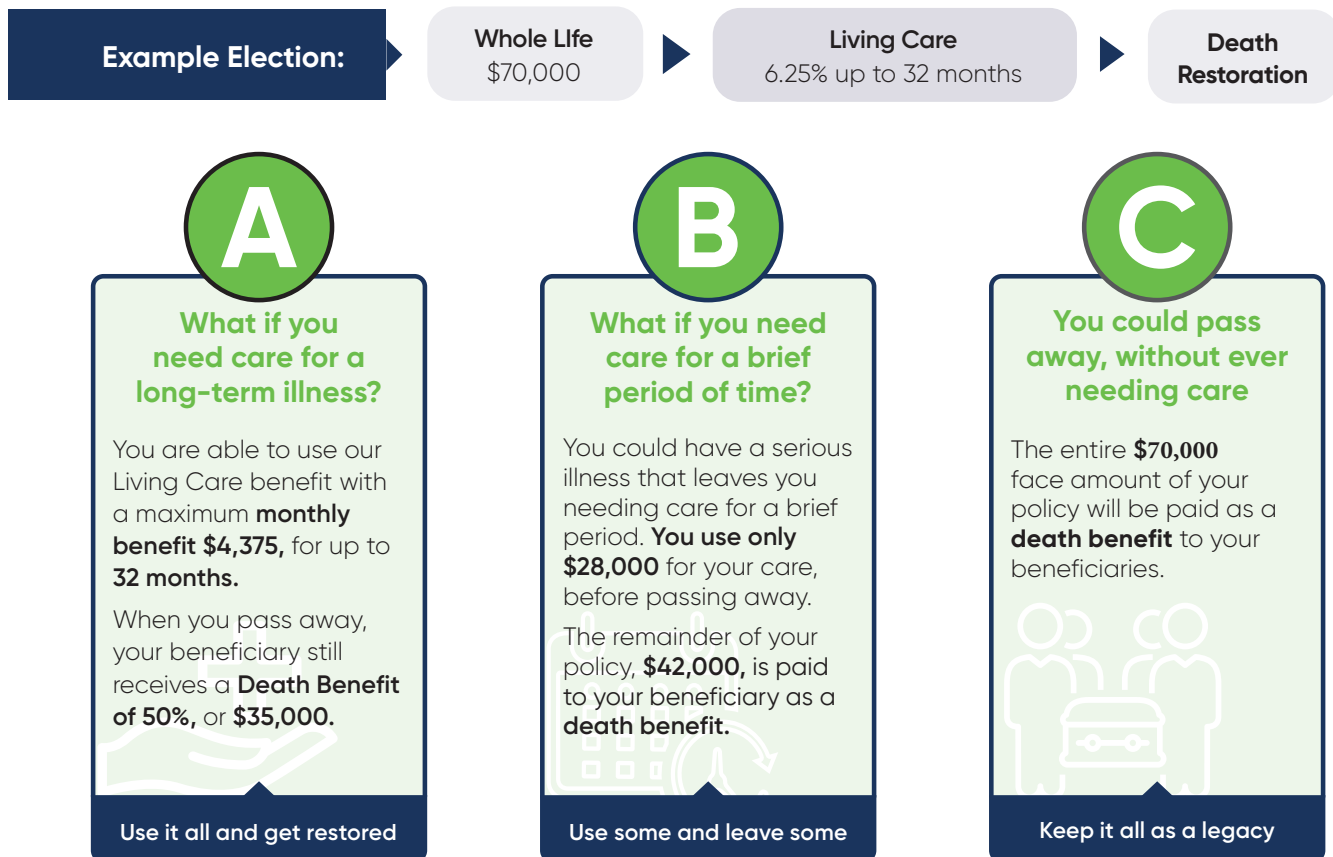 Example Election:
Whole LIfe
$70,000
Living Care
6.25% up to 32 months
Death
Restoration
A
What if you
need care for a
long-term illness?
You are able to use our
Living Care benefit with
a maximum monthly
benefit $4,375, for up to
32 months.
When you pass away,
your beneficiary still
receives a Death Benefit
of 50%, or $35,000.
Use it all and get restored
B
What if you need
care for a brief
period of time?
You could have a serious
illness that leaves you
needing care for a brief
period. You use only
$28,000 for your care,
before passing away.
The remainder of your
policy, $42,000, is paid
to your beneficiary as a
death benefit.
Use some and leave some
C
You could pass
away, without ever
needing care
The entire $70,000
face amount of your
policy will be paid as a
death benefit to your
beneficiaries.
Keep it all as a legacy